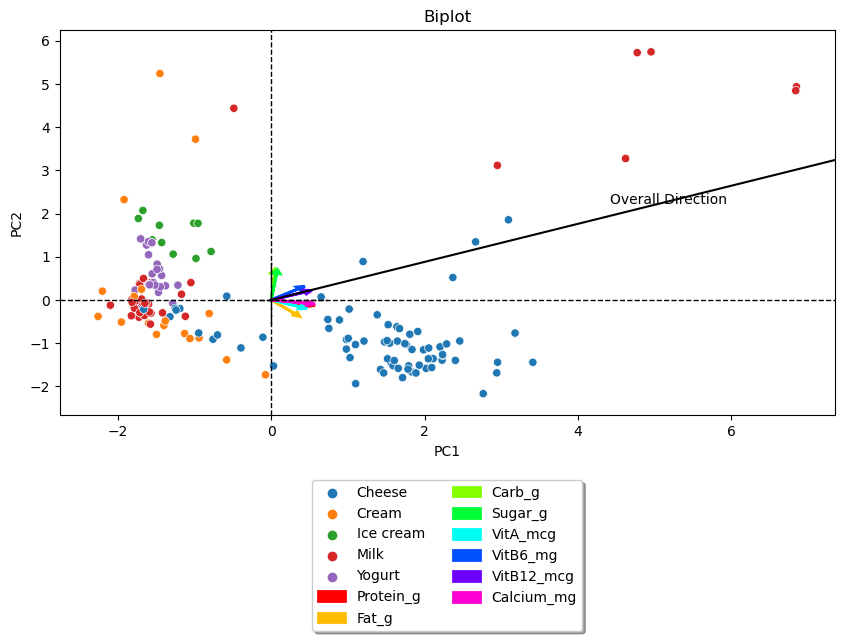 Biplot
6
5
4
3
2
1
0
−1
−2
PC2
Overall Direction
−2
0
2
4
6
PC1
Cheese
Cream
Ice cream
Milk
Yogurt
Protein_g
Fat_g
Carb_g
Sugar_g
VitA_mcg
VitB6_mg
VitB12_mcg
Calcium_mg